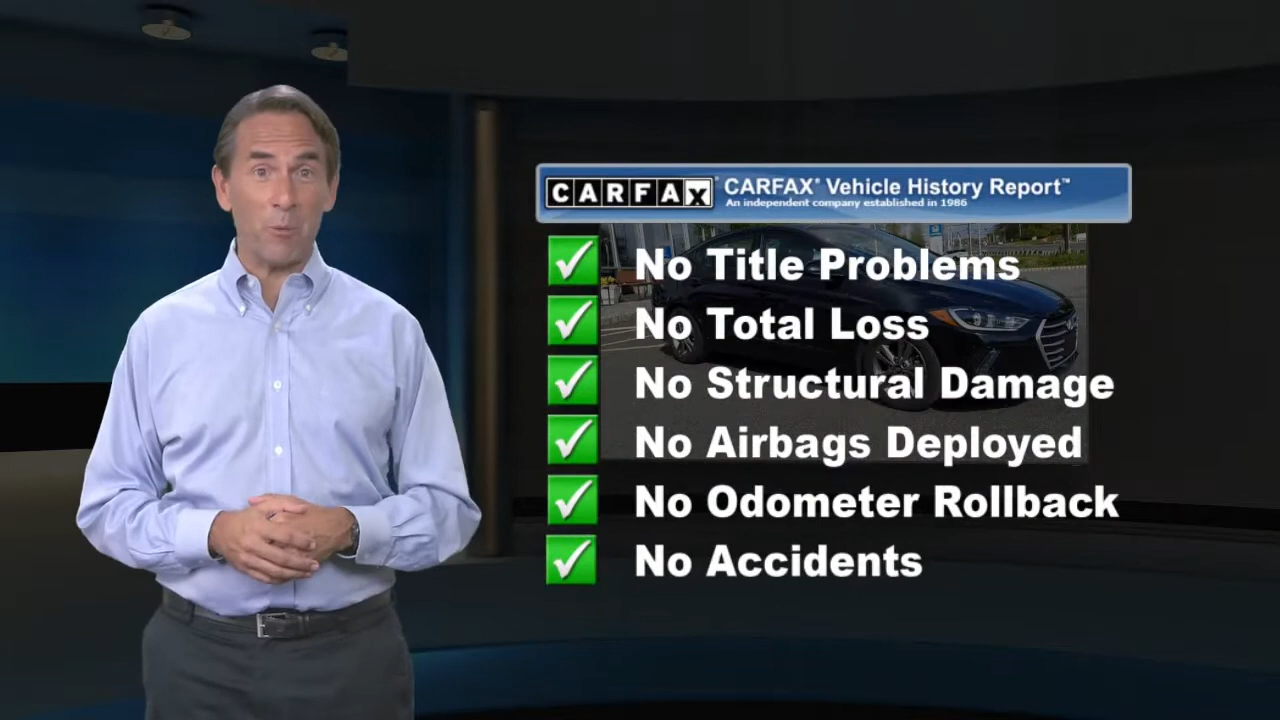 CARFAX® CARFAX® Vehicle History Report™
An independent company established in 1986
No Title Problems
No Total Loss
No Structural Damage
No Airbags Deployed
No Odometer Rollback
No Accidents